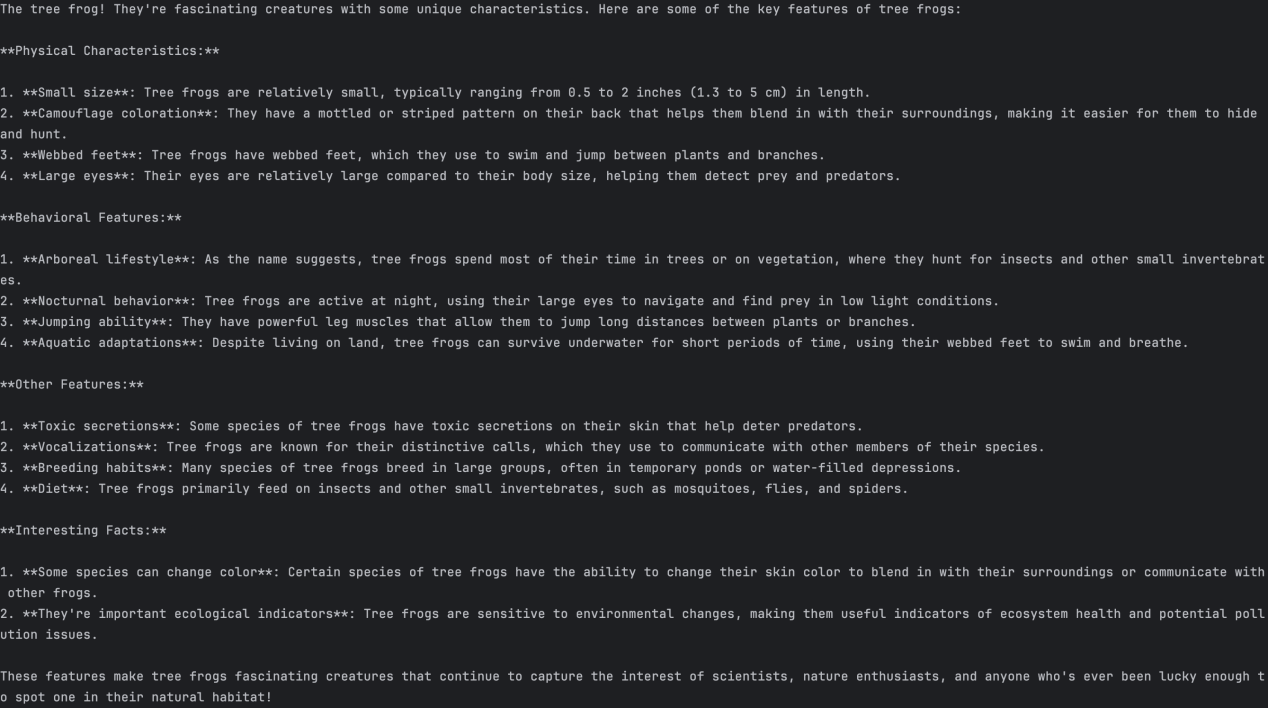 The tree frog! They're fascinating creatures with some unique characteristics. Here are some of the key features of tree frogs:
**Physical Characteristics:**
1. **Small size**: Tree frogs are relatively small, typically ranging from 0.5 to 2 inches (1.3 to 5 cm) in length.
2. **Camouflage coloration**: They have a mottled or striped pattern on their back that helps them blend in with their surroundings, making it easier for them to hide
and hunt.
3. **Webbed feet**: Tree frogs have webbed feet, which they use to swim and jump between plants and branches.
4. **Large eyes**: Their eyes are relatively large compared to their body size, helping them detect prey and predators.
**Behavioral Features:**
1. **Arboreal lifestyle**: As the name suggests, tree frogs spend most of their time in trees or on vegetation, where they hunt for insects and other small invertebrat
es.
2. **Nocturnal behavior**: Tree frogs are active at night, using their large eyes to navigate and find prey in low light conditions.
3. **Jumping ability**: They have powerful leg muscles that allow them to jump long distances between plants or branches.
4. **Aquatic adaptations**: Despite living on land, tree frogs can survive underwater for short periods of time, using their webbed feet to swim and breathe.
**Other Features:**
1. **Toxic secretions**: Some species of tree frogs have toxic secretions on their skin that help deter predators.
2. **Vocalizations**: Tree frogs are known for their distinctive calls, which they use to communicate with other members of their species.
3. **Breeding habits**: Many species of tree frogs breed in large groups, often in temporary ponds or water-filled depressions.
4. **Diet**: Tree frogs primarily feed on insects and other small invertebrates, such as mosquitoes, flies, and spiders.
**Interesting Facts:**
1. **Some species can change color**: Certain species of tree frogs have the ability to change their skin color to blend in with their surroundings or communicate with
 other frogs.
2. **They're important ecological indicators**: Tree frogs are sensitive to environmental changes, making them useful indicators of ecosystem health and potential poll
ution issues.
These features make tree frogs fascinating creatures that continue to capture the interest of scientists, nature enthusiasts, and anyone who's ever been lucky enough t
o spot one in their natural habitat!